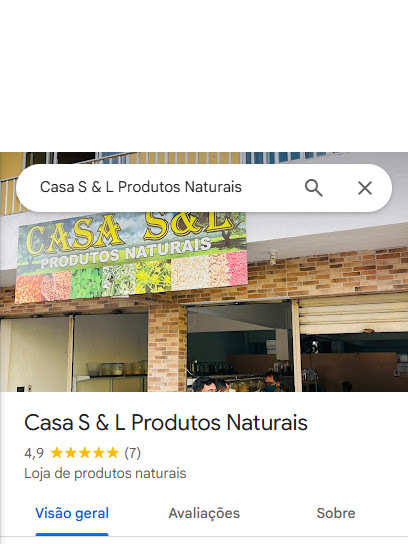 Casa S & L Produtos Naturais
CASA S&L
PRODUTOS NATURAIS
Casa S & L Produtos Naturais
4,9 (7)
Loja de produtos naturais
Visão geral Avaliações Sobre